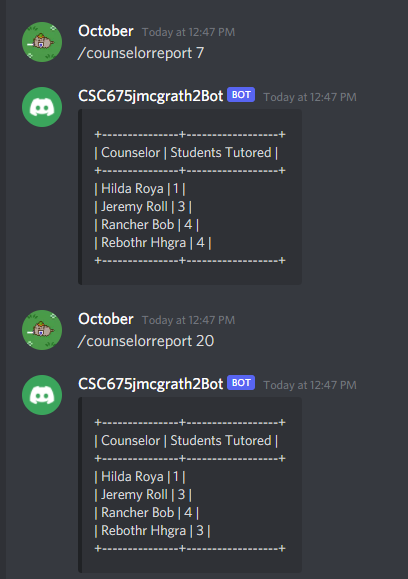 October Today at 12:47 PM
/counselorreport 7
CSC675jmcgrath2Bot BOT Today at 12:47 PM
+---------------+------------------+
| Counselor | Students Tutored |
+---------------+------------------+
| Hilda Roya | 1 |
| Jeremy Roll | 3 |
| Rancher Bob | 4 |
| Rebothr Hhgra | 4 |
+---------------+------------------+
October Today at 12:47 PM
/counselorreport 20
CSC675jmcgrath2Bot BOT Today at 12:47 PM
+---------------+------------------+
| Counselor | Students Tutored |
+---------------+------------------+
| Hilda Roya | 1 |
| Jeremy Roll | 3 |
| Rancher Bob | 4 |
| Rebothr Hhgra | 3 |
+---------------+------------------+